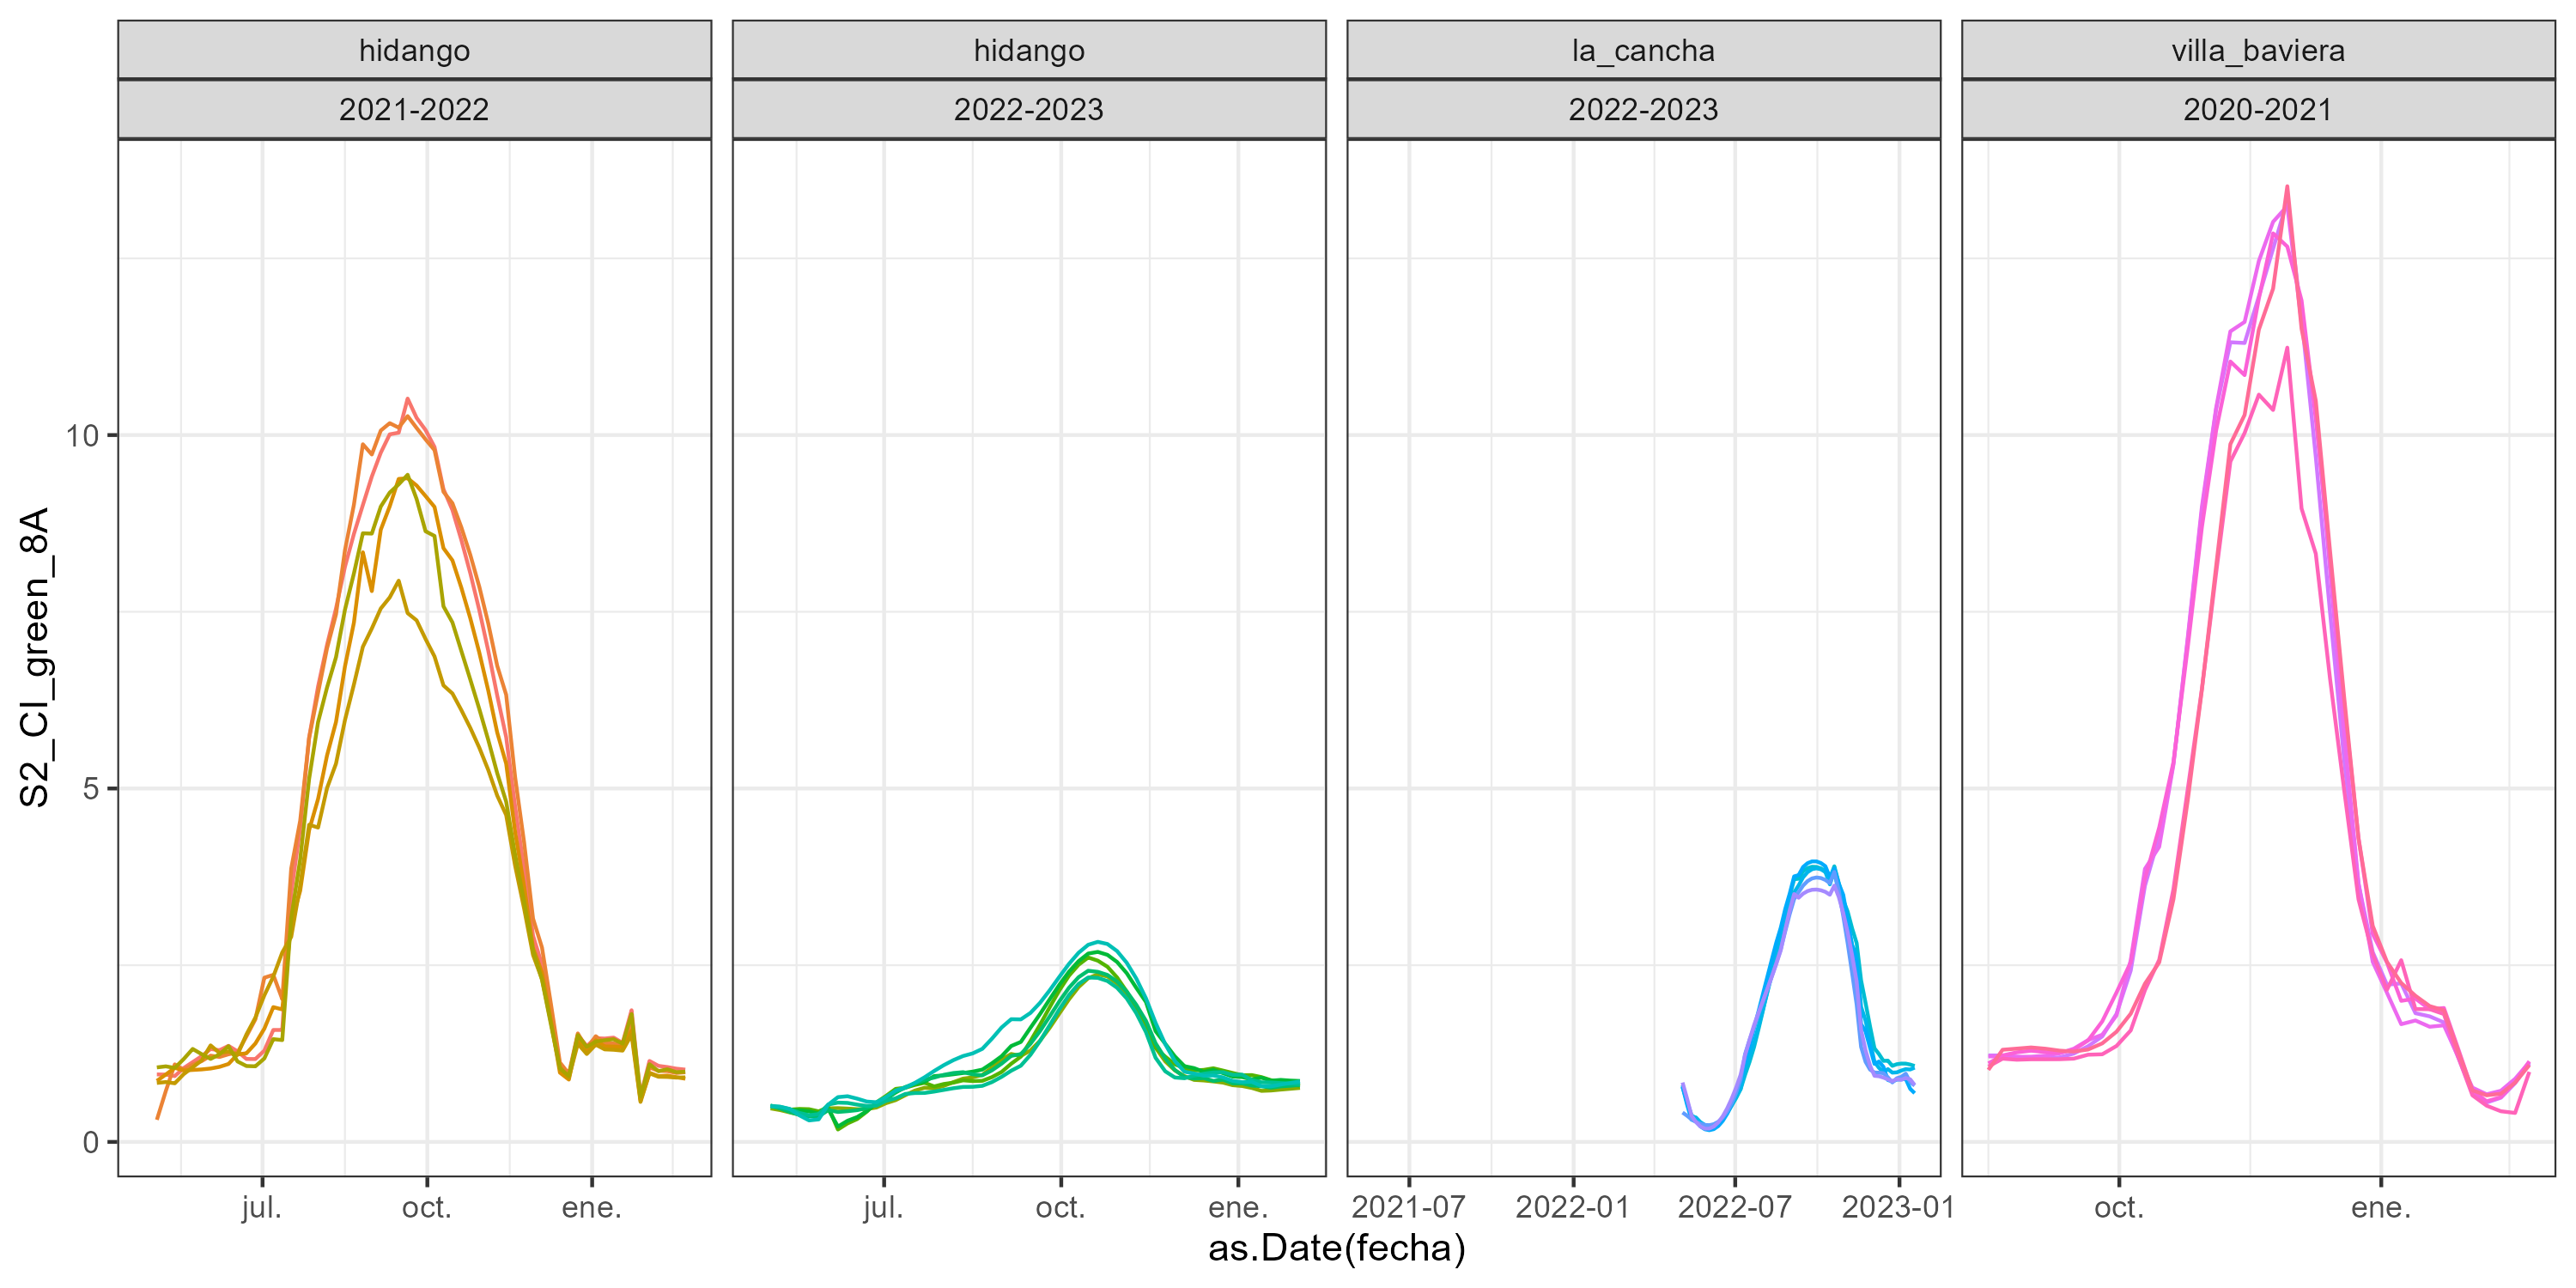 hidango
hidango
la_cancha
villa_baviera
2021-2022
2022-2023
2022-2023
2020-2021
S2_CI_green_8A
10
5
0
jul.
oct.
ene.
jul.
oct.
ene.
2021-07
2022-01
2022-07
2023-01
oct.
ene.
as.Date(fecha)